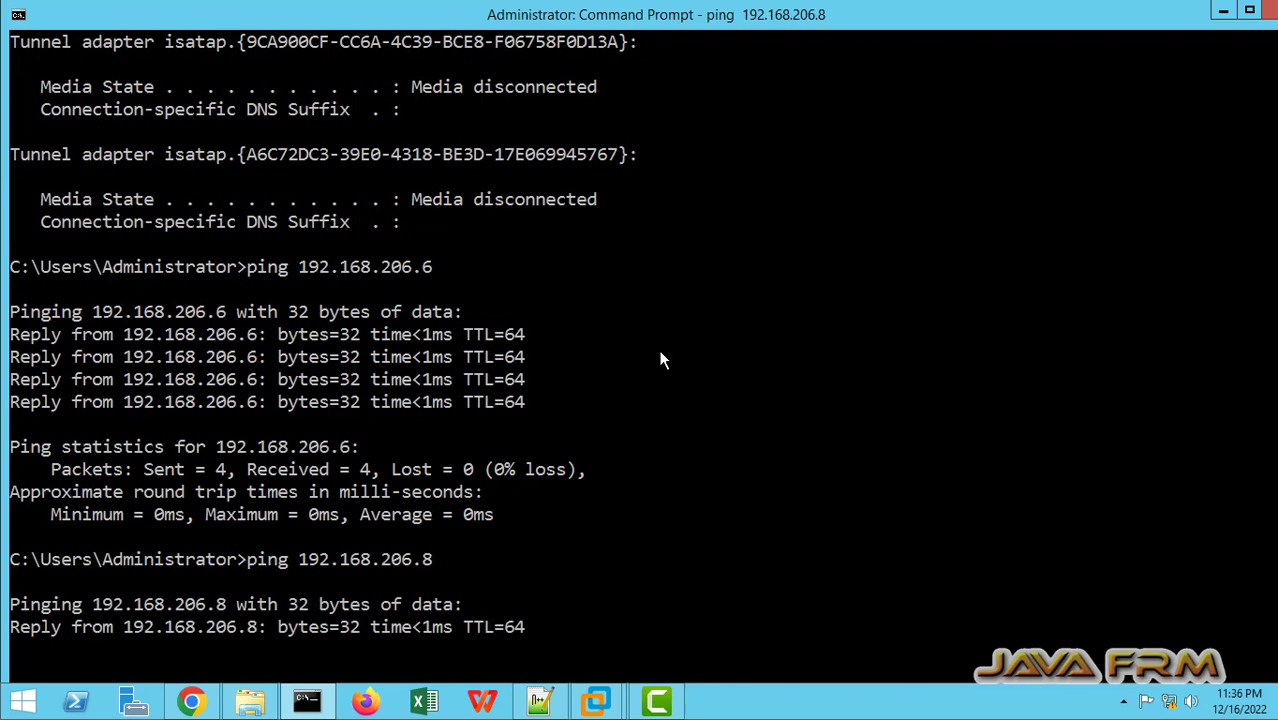 Administrator: Command Prompt - ping  192.168.206.8
Tunnel adapter isatap.{9CA900CF-CC6A-4C39-BCE8-F06758F0D13A}:
Media State . . . . . . . . . . . : Media disconnected
Connection-specific DNS Suffix  . :
Tunnel adapter isatap.{A6C72DC3-39E0-4318-BE3D-17E069945767}:
Media State . . . . . . . . . . . : Media disconnected
Connection-specific DNS Suffix  . :
C:\Users\Administrator>ping 192.168.206.6
Pinging 192.168.206.6 with 32 bytes of data:
Reply from 192.168.206.6: bytes=32 time<1ms TTL=64
Reply from 192.168.206.6: bytes=32 time<1ms TTL=64
Reply from 192.168.206.6: bytes=32 time<1ms TTL=64
Reply from 192.168.206.6: bytes=32 time<1ms TTL=64
Ping statistics for 192.168.206.6:
Packets: Sent = 4, Received = 4, Lost = 0 (0% loss),
Approximate round trip times in milli-seconds:
Minimum = 0ms, Maximum = 0ms, Average = 0ms
C:\Users\Administrator>ping 192.168.206.8
Pinging 192.168.206.8 with 32 bytes of data:
Reply from 192.168.206.8: bytes=32 time<1ms TTL=64
JAVA FRM
11:36 PM
12/16/2022